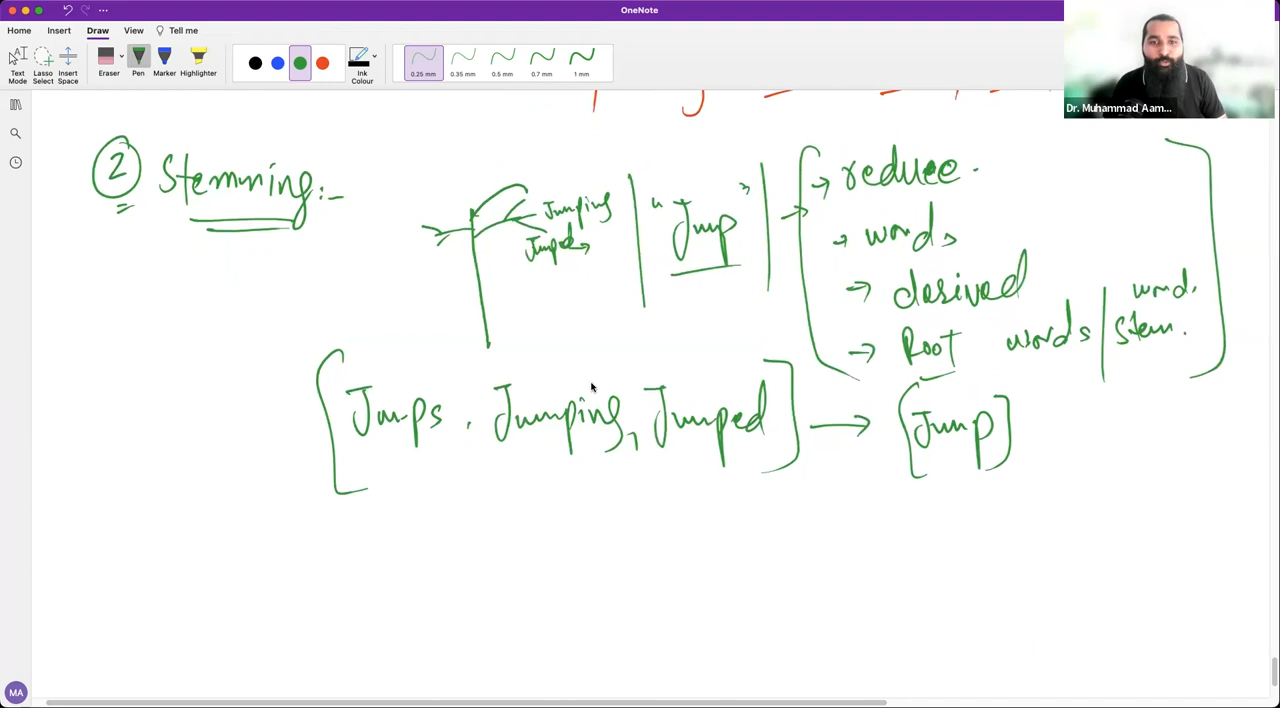 OneNote
Home Insert Draw View Tell me
Text Mode
Lasso Select
Insert Space
Eraser
Pen
Marker
Highlighter
Ink Colour
0.25 mm
0.35 mm
0.5 mm
0.7 mm
1 mm
Dr. Muhammad Aam...
② Stemming:-
Jumping
Jumped
"Jump"
→ reduce.
→ words
→ derived
→ Root words | word. stem.
[Jumps, Jumping, Jumped] → [Jump]
MA